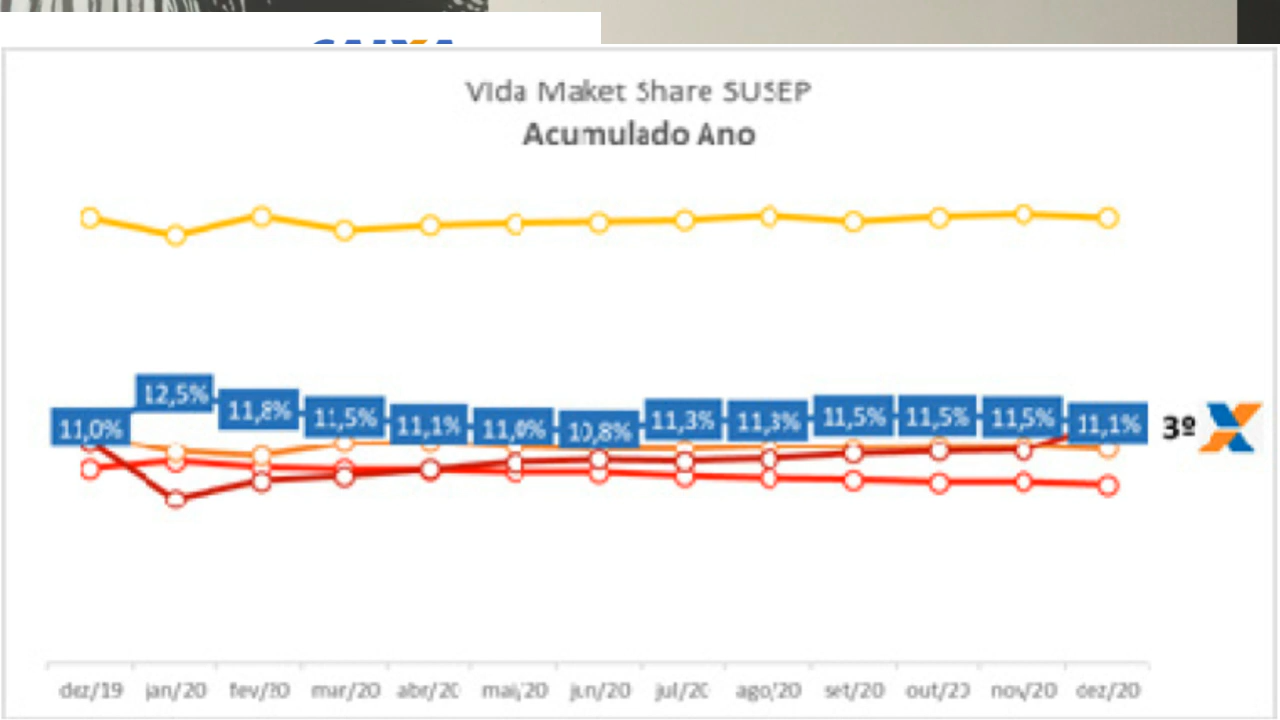 CAIXA
Vida Maket Share SUSEP
Acumulado Ano
11,0% 12,5% 11,8% 11,5% 11,1% 11,0% 10,8% 11,3% 11,3% 11,5% 11,5% 11,5% 11,1% 3º
dez/19 jan/20 fev/20 mar/20 abr/20 mai/20 jun/20 jul/20 ago/20 set/20 out/20 nov/20 dez/20